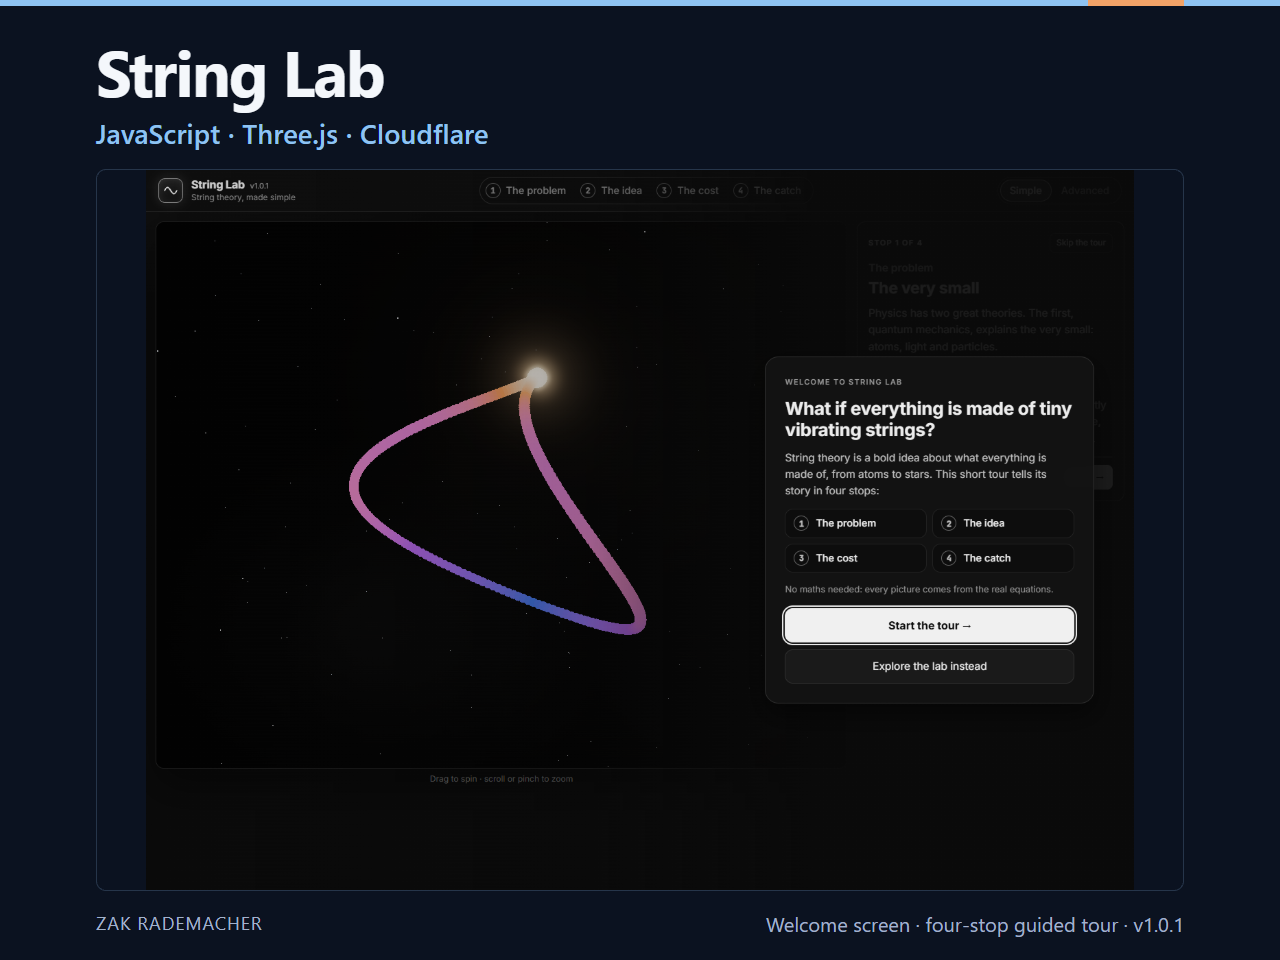 String Lab
JavaScript · Three.js · Cloudflare
String Lab v1.0.1
String theory, made simple
1 The problem 2 The idea 3 The cost 4 The catch
Simple Advanced
STOP 1 OF 4 Skip the tour
The problem
The very small
Physics has two great theories. The first,
quantum mechanics, explains the very small:
atoms, light and particles.
WELCOME TO STRING LAB
What if everything is made of tiny
vibrating strings?
String theory is a bold idea about what everything is
made of, from atoms to stars. This short tour tells its
story in four stops:
1 The problem 2 The idea
3 The cost 4 The catch
No maths needed: every picture comes from the real equations.
Start the tour →
Explore the lab instead
Drag to spin · scroll or pinch to zoom
ZAK RADEMACHER
Welcome screen · four-stop guided tour · v1.0.1